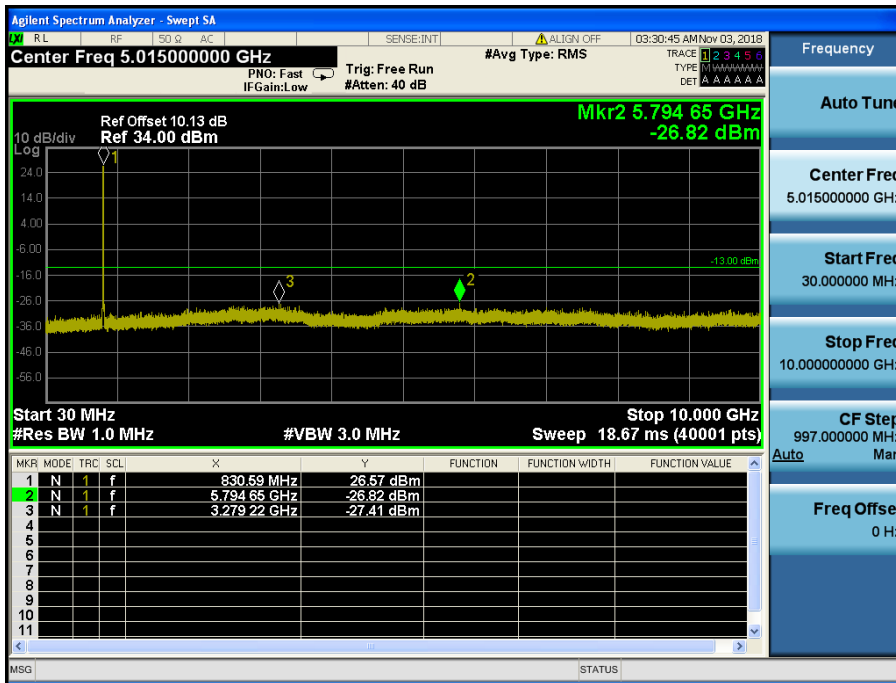 Agilent Spectrum Analyzer - Swept SA
LXI RL RF 50 Ω AC SENSE:INT ALIGN OFF 03:30:45 AM Nov 03, 2018
Center Freq 5.015000000 GHz #Avg Type: RMS TRACE 1 2 3 4 5 6
PNO: Fast Trig: Free Run TYPE M W W W W W
IFGain:Low #Atten: 40 dB DET A A A A A A
Mkr2 5.794 65 GHz
-26.82 dBm
Ref Offset 10.13 dB
10 dB/div Ref 34.00 dBm
Log
1
24.0
14.0
4.00
-6.00
-13.00 dBm
-16.0
3 2
-26.0
-36.0
-46.0
-56.0
Start 30 MHz Stop 10.000 GHz
#Res BW 1.0 MHz #VBW 3.0 MHz Sweep 18.67 ms (40001 pts)
MKR MODE TRC SCL X Y FUNCTION FUNCTION WIDTH FUNCTION VALUE
1 N 1 f 830.59 MHz 26.57 dBm
2 N 1 f 5.794 65 GHz -26.82 dBm
3 N 1 f 3.279 22 GHz -27.41 dBm
4
5
6
7
8
9
10
11
MSG STATUS
Frequency
Auto Tune
Center Freq
5.015000000 GHz
Start Freq
30.000000 MHz
Stop Freq
10.000000000 GHz
CF Step
997.000000 MHz
Auto Man
Freq Offse
0 Hz